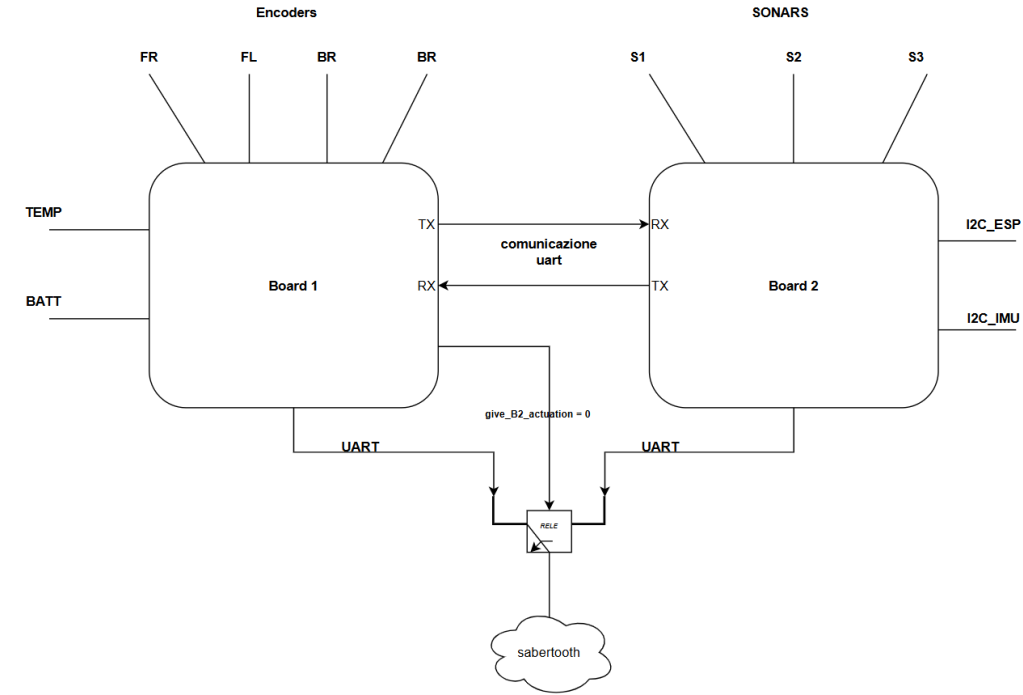 Encoders
SONARS
FR
FL
BR
BR
S1
S2
S3
TEMP
BATT
TX
RX
Board 1
comunicazione
uart
RX
TX
Board 2
I2C_ESP
I2C_IMU
give_B2_actuation = 0
UART
UART
RELE
sabertooth